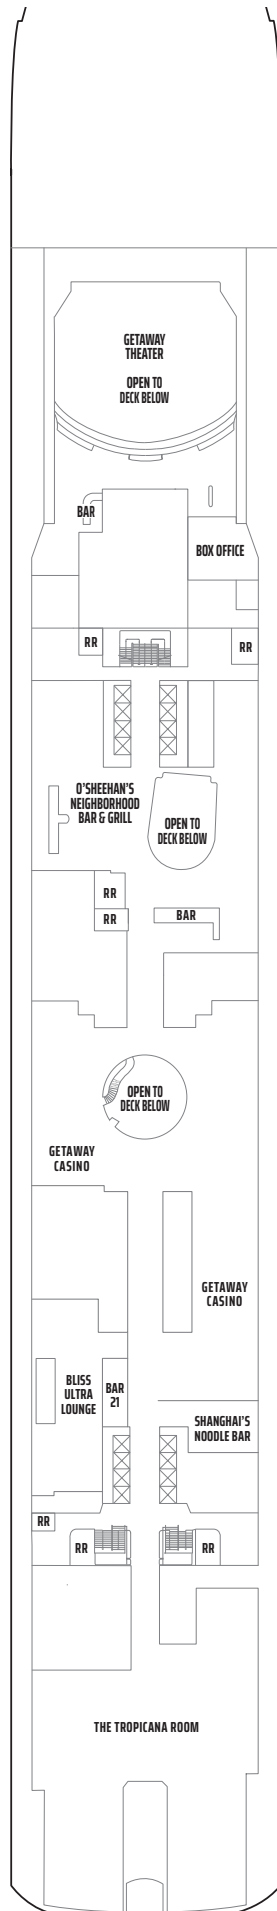 GETAWAY
THEATER
OPEN TO
DECK BELOW
BAR
BOX OFFICE
RR
RR
O'SHEEHAN'S
NEIGHBORHOOD
BAR & GRILL
OPEN TO
DECK BELOW
RR
RR
BAR
OPEN TO
DECK BELOW
GETAWAY
CASINO
GETAWAY
CASINO
BLISS
ULTRA
LOUNGE
BAR
21
SHANGHAI'S
NOODLE BAR
RR
RR
RR
THE TROPICANA ROOM